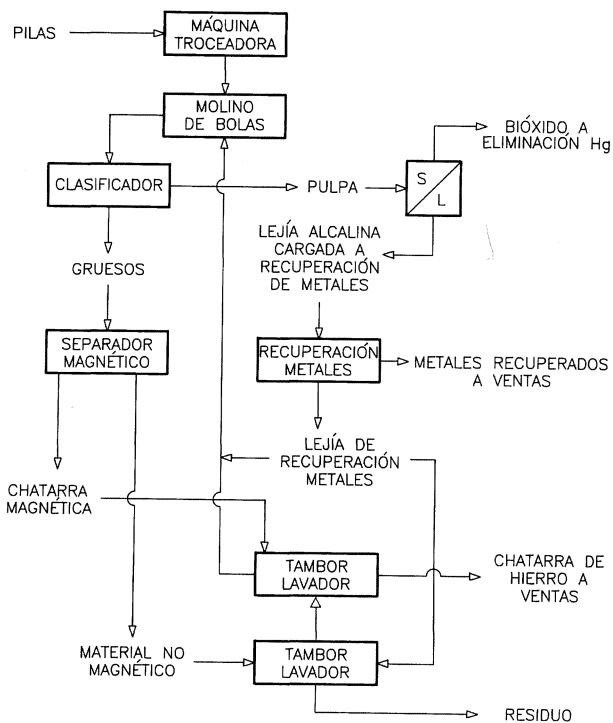 PILAS
MÁQUINA
TROCEADORA
MOLINO
DE BOLAS
BIÓXIDO A
ELIMINACIÓN Hg
CLASIFICADOR
PULPA
S
L
LEJÍA ALCALINA
CARGADA A
RECUPERACIÓN
DE METALES
GRUESOS
SEPARADOR
MAGNÉTICO
RECUPERACIÓN
METALES
METALES RECUPERADOS
A VENTAS
LEJÍA DE
RECUPERACIÓN
METALES
CHATARRA
MAGNÉTICA
TAMBOR
LAVADOR
CHATARRA DE
HIERRO A
VENTAS
MATERIAL NO
MAGNÉTICO
TAMBOR
LAVADOR
RESIDUO